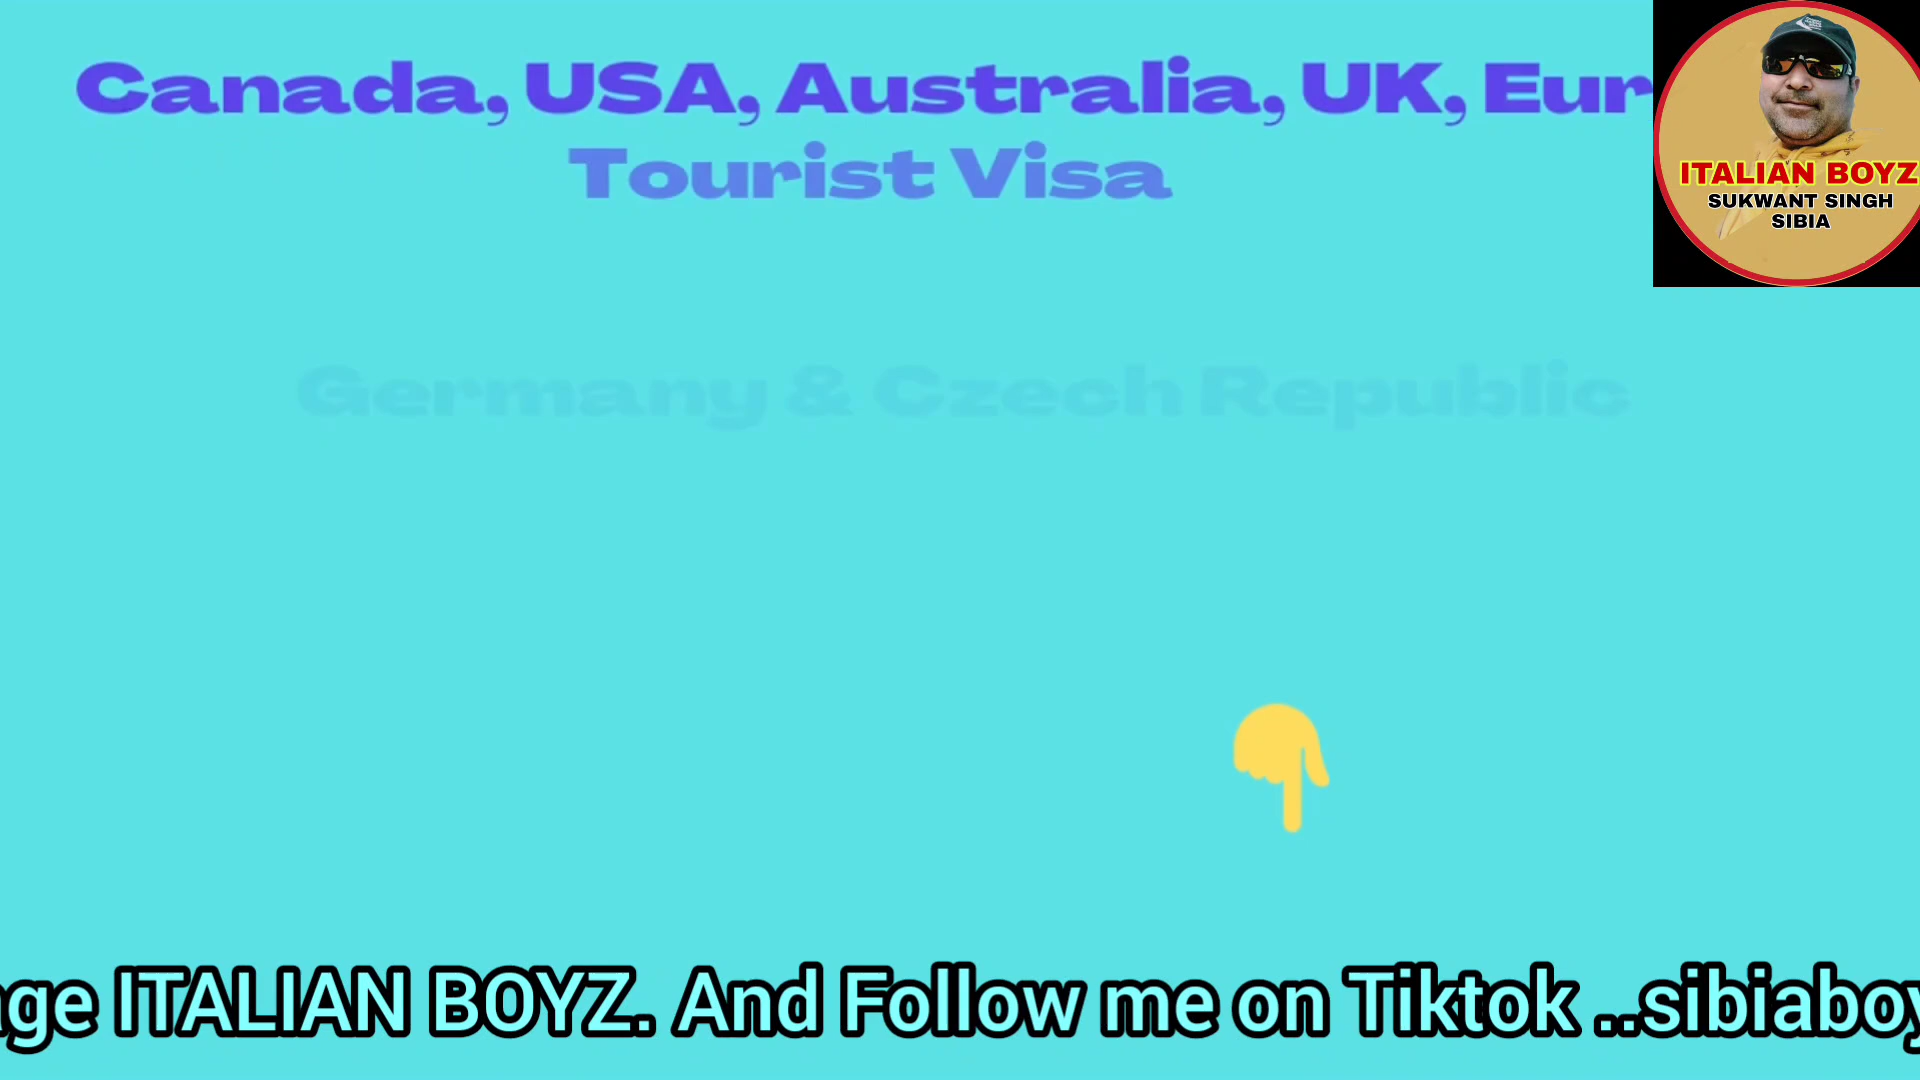 Canada, USA, Australia, UK, Eur
Tourist Visa
ITALIAN BOYZ
SUKWANT SINGH
SIBIA
Germany & Czech Republic
age ITALIAN BOYZ. And Follow me on Tiktok ..sibiaboy